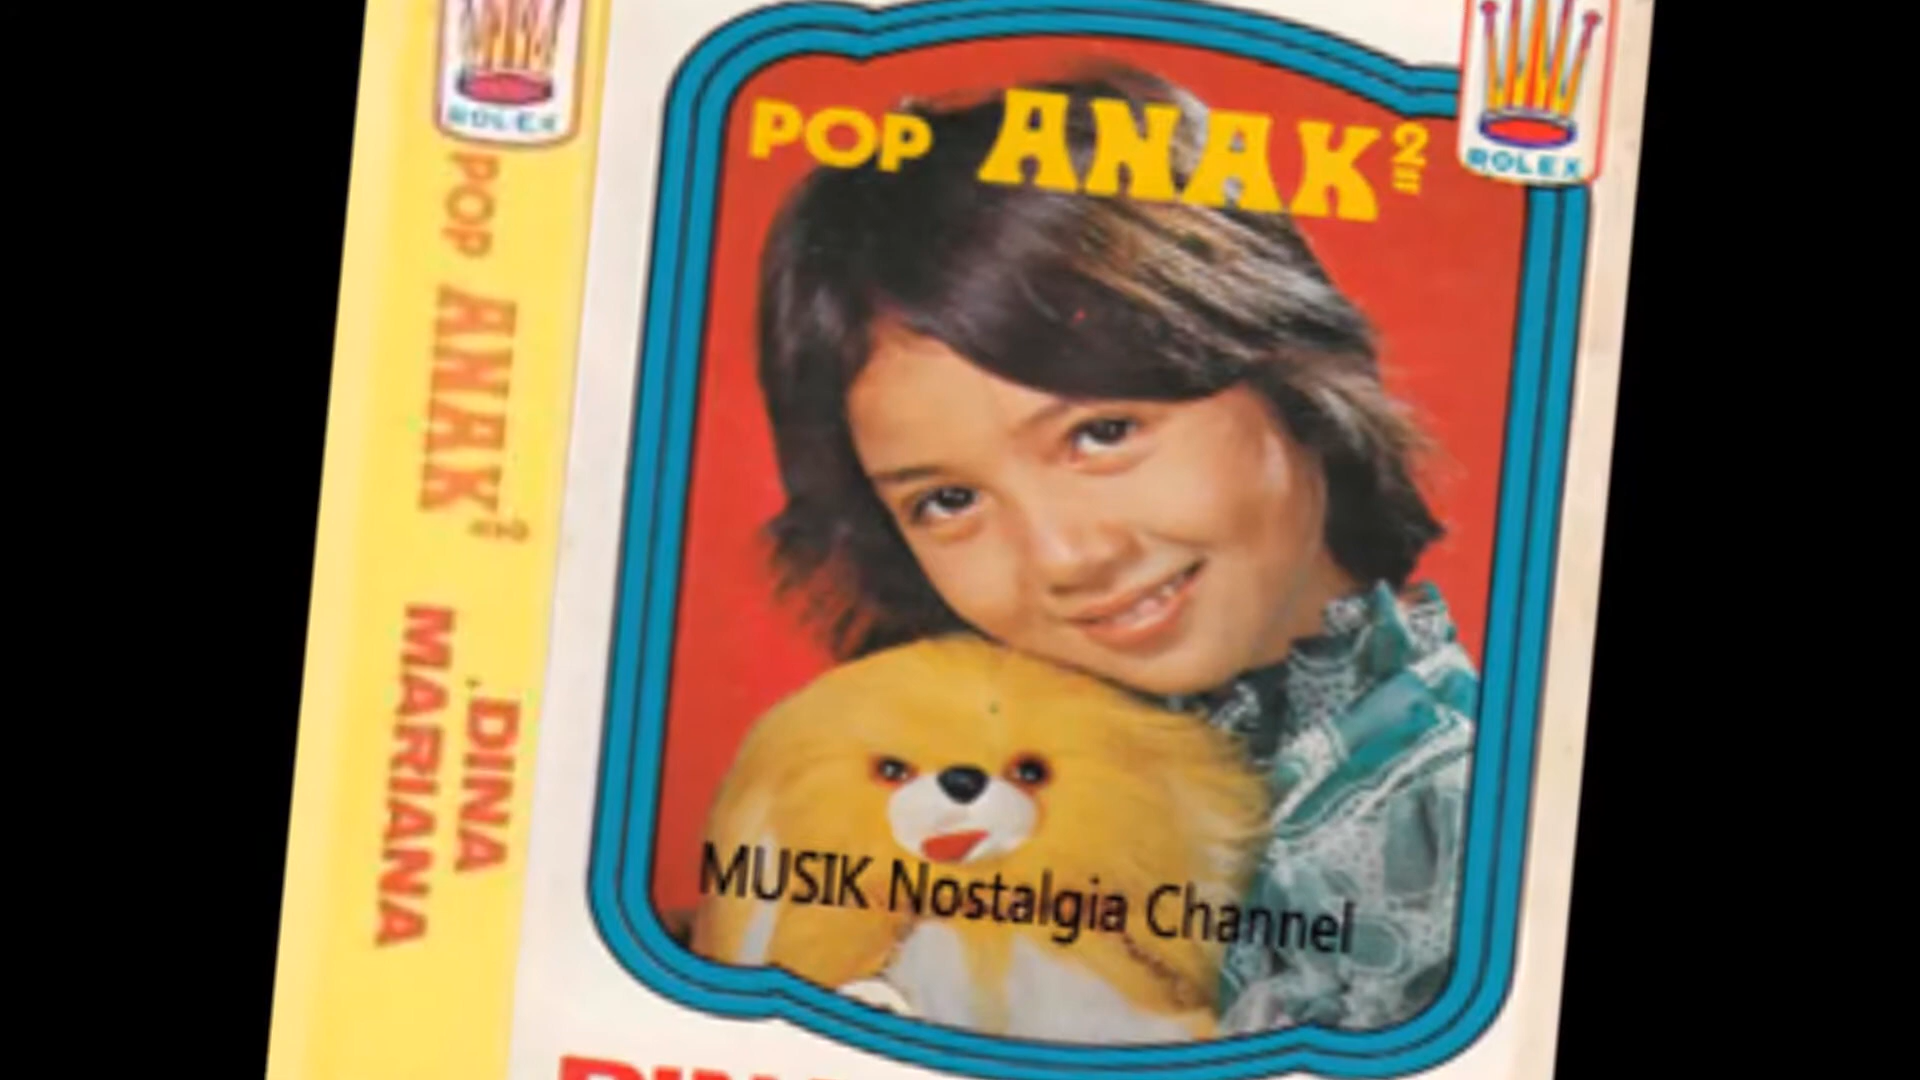 ROLEX
POP ANAK²
DINA
MARIANA
POP ANAK²
ROLEX
MUSIK Nostalgia Channel